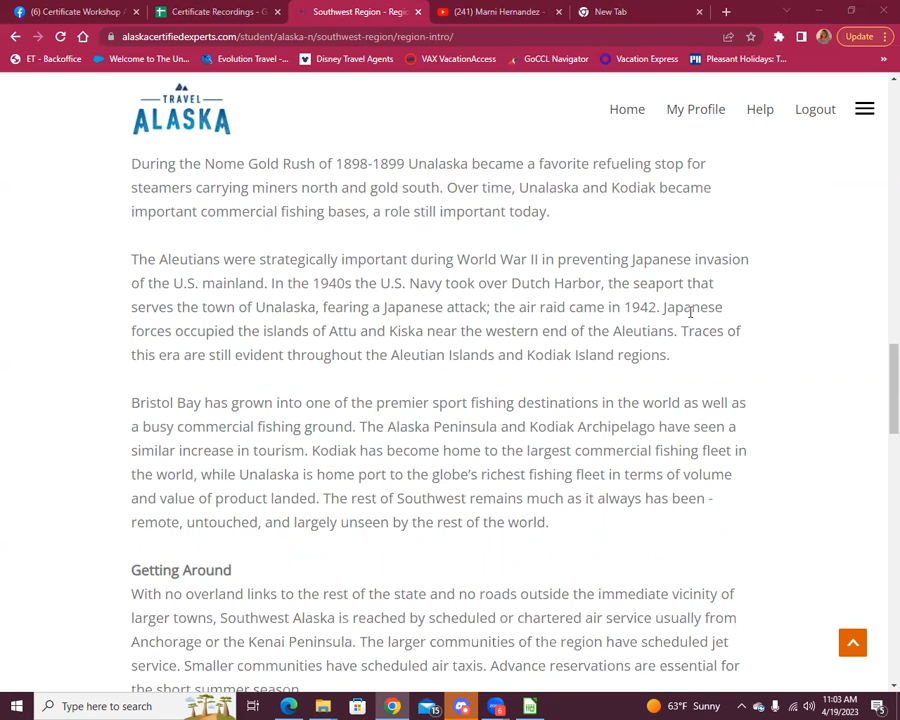 (6) Certificate Workshop A
Certificate Recordings - G
Southwest Region - Regio
(241) Marni Hernandez -
New Tab
alaskacertifiedexperts.com/student/alaska-n/southwest-region/region-intro/
Update
ET - Backoffice
Welcome to The Un...
Evolution Travel -...
Disney Travel Agents
VAX VacationAccess
GoCCL Navigator
Vacation Express
Pleasant Holidays: T...
TRAVEL
ALASKA
Home
My Profile
Help
Logout
During the Nome Gold Rush of 1898-1899 Unalaska became a favorite refueling stop for
steamers carrying miners north and gold south. Over time, Unalaska and Kodiak became
important commercial fishing bases, a role still important today.
The Aleutians were strategically important during World War II in preventing Japanese invasion
of the U.S. mainland. In the 1940s the U.S. Navy took over Dutch Harbor, the seaport that
serves the town of Unalaska, fearing a Japanese attack; the air raid came in 1942. Japanese
forces occupied the islands of Attu and Kiska near the western end of the Aleutians. Traces of
this era are still evident throughout the Aleutian Islands and Kodiak Island regions.
Bristol Bay has grown into one of the premier sport fishing destinations in the world as well as
a busy commercial fishing ground. The Alaska Peninsula and Kodiak Archipelago have seen a
similar increase in tourism. Kodiak has become home to the largest commercial fishing fleet in
the world, while Unalaska is home port to the globe's richest fishing fleet in terms of volume
and value of product landed. The rest of Southwest remains much as it always has been -
remote, untouched, and largely unseen by the rest of the world.
Getting Around
With no overland links to the rest of the state and no roads outside the immediate vicinity of
larger towns, Southwest Alaska is reached by scheduled or chartered air service usually from
Anchorage or the Kenai Peninsula. The larger communities of the region have scheduled jet
service. Smaller communities have scheduled air taxis. Advance reservations are essential for
the short summer season.
Type here to search
15
6
63°F Sunny
11:03 AM
4/19/2023
5